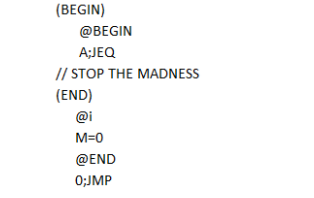 (BEGIN)
@BEGIN
A;JEQ
// STOP THE MADNESS
(END)
@i
M=0
@END
0;JMP